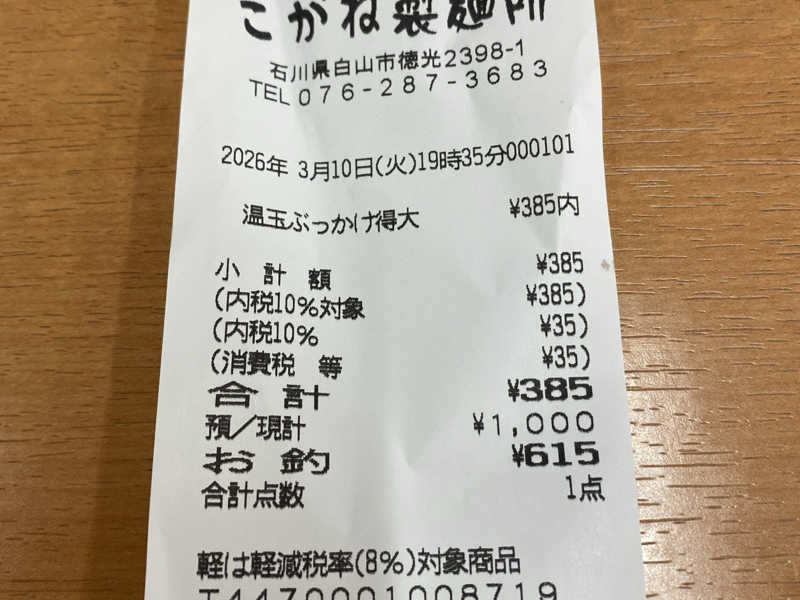 こがね製麺所
石川県白山市徳光2398-1
TEL 076-287-3683
2026年 3月10日(火)19時35分000101
温玉ぶっかけ得大 ¥385内
小計額 ¥385
(内税10%対象 ¥385)
(内税10% ¥35)
(消費税 等 ¥35)
合計 ¥385
預/現計 ¥1,000
お釣 ¥615
合計点数 1点
軽は軽減税率(8%)対象商品
T4470001008719